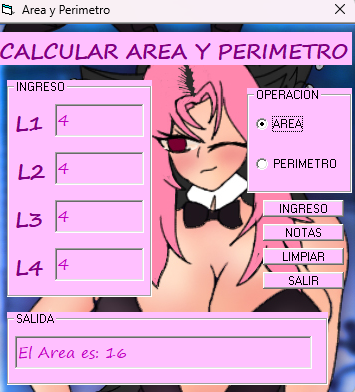 Area y Perimetro
CALCULAR AREA Y PERIMETRO
INGRESO
L1 4
L2 4
L3 4
L4 4
OPERACION
AREA
PERIMETRO
INGRESO
NOTAS
LIMPIAR
SALIR
SALIDA
El Area es: 16